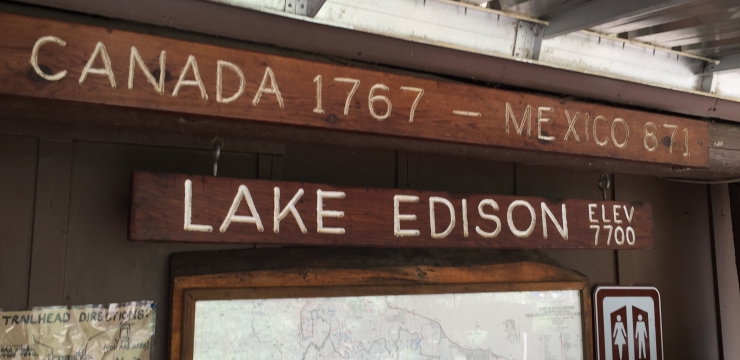 CANADA 1767 — MEXICO 871
LAKE EDISON ELEV
7700
TRAILHEAD DIRECTIONS: